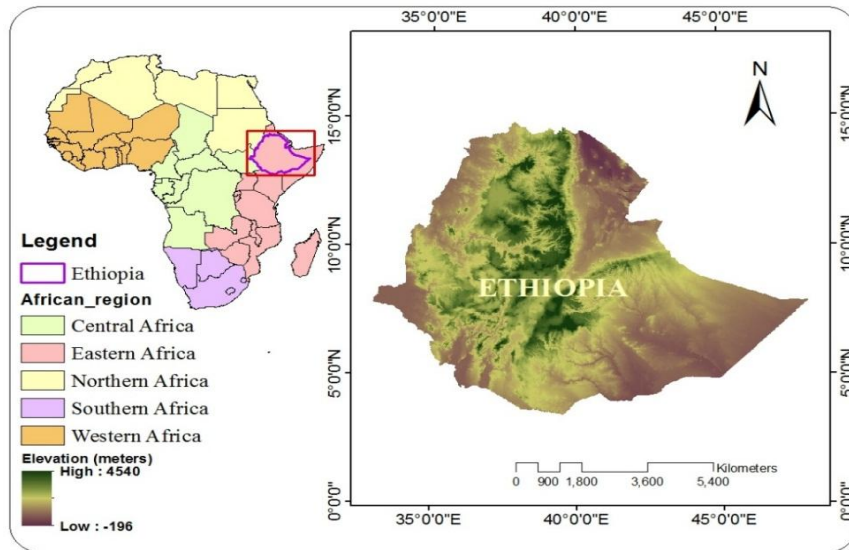 35°0'0"E 40°0'0"E 45°0'0"E
N
15°0'0"N 15°0'0"N
10°0'0"N 10°0'0"N
5°0'0"N 5°0'0"N
0°0'0" 0°0'0"
ETHIOPIA
Kilometers
0 900 1,800 3,600 5,400
35°0'0"E 40°0'0"E 45°0'0"E
Legend
Ethiopia
African_region
Central Africa
Eastern Africa
Northern Africa
Southern Africa
Western Africa
Elevation (meters)
High : 4540
Low : -196